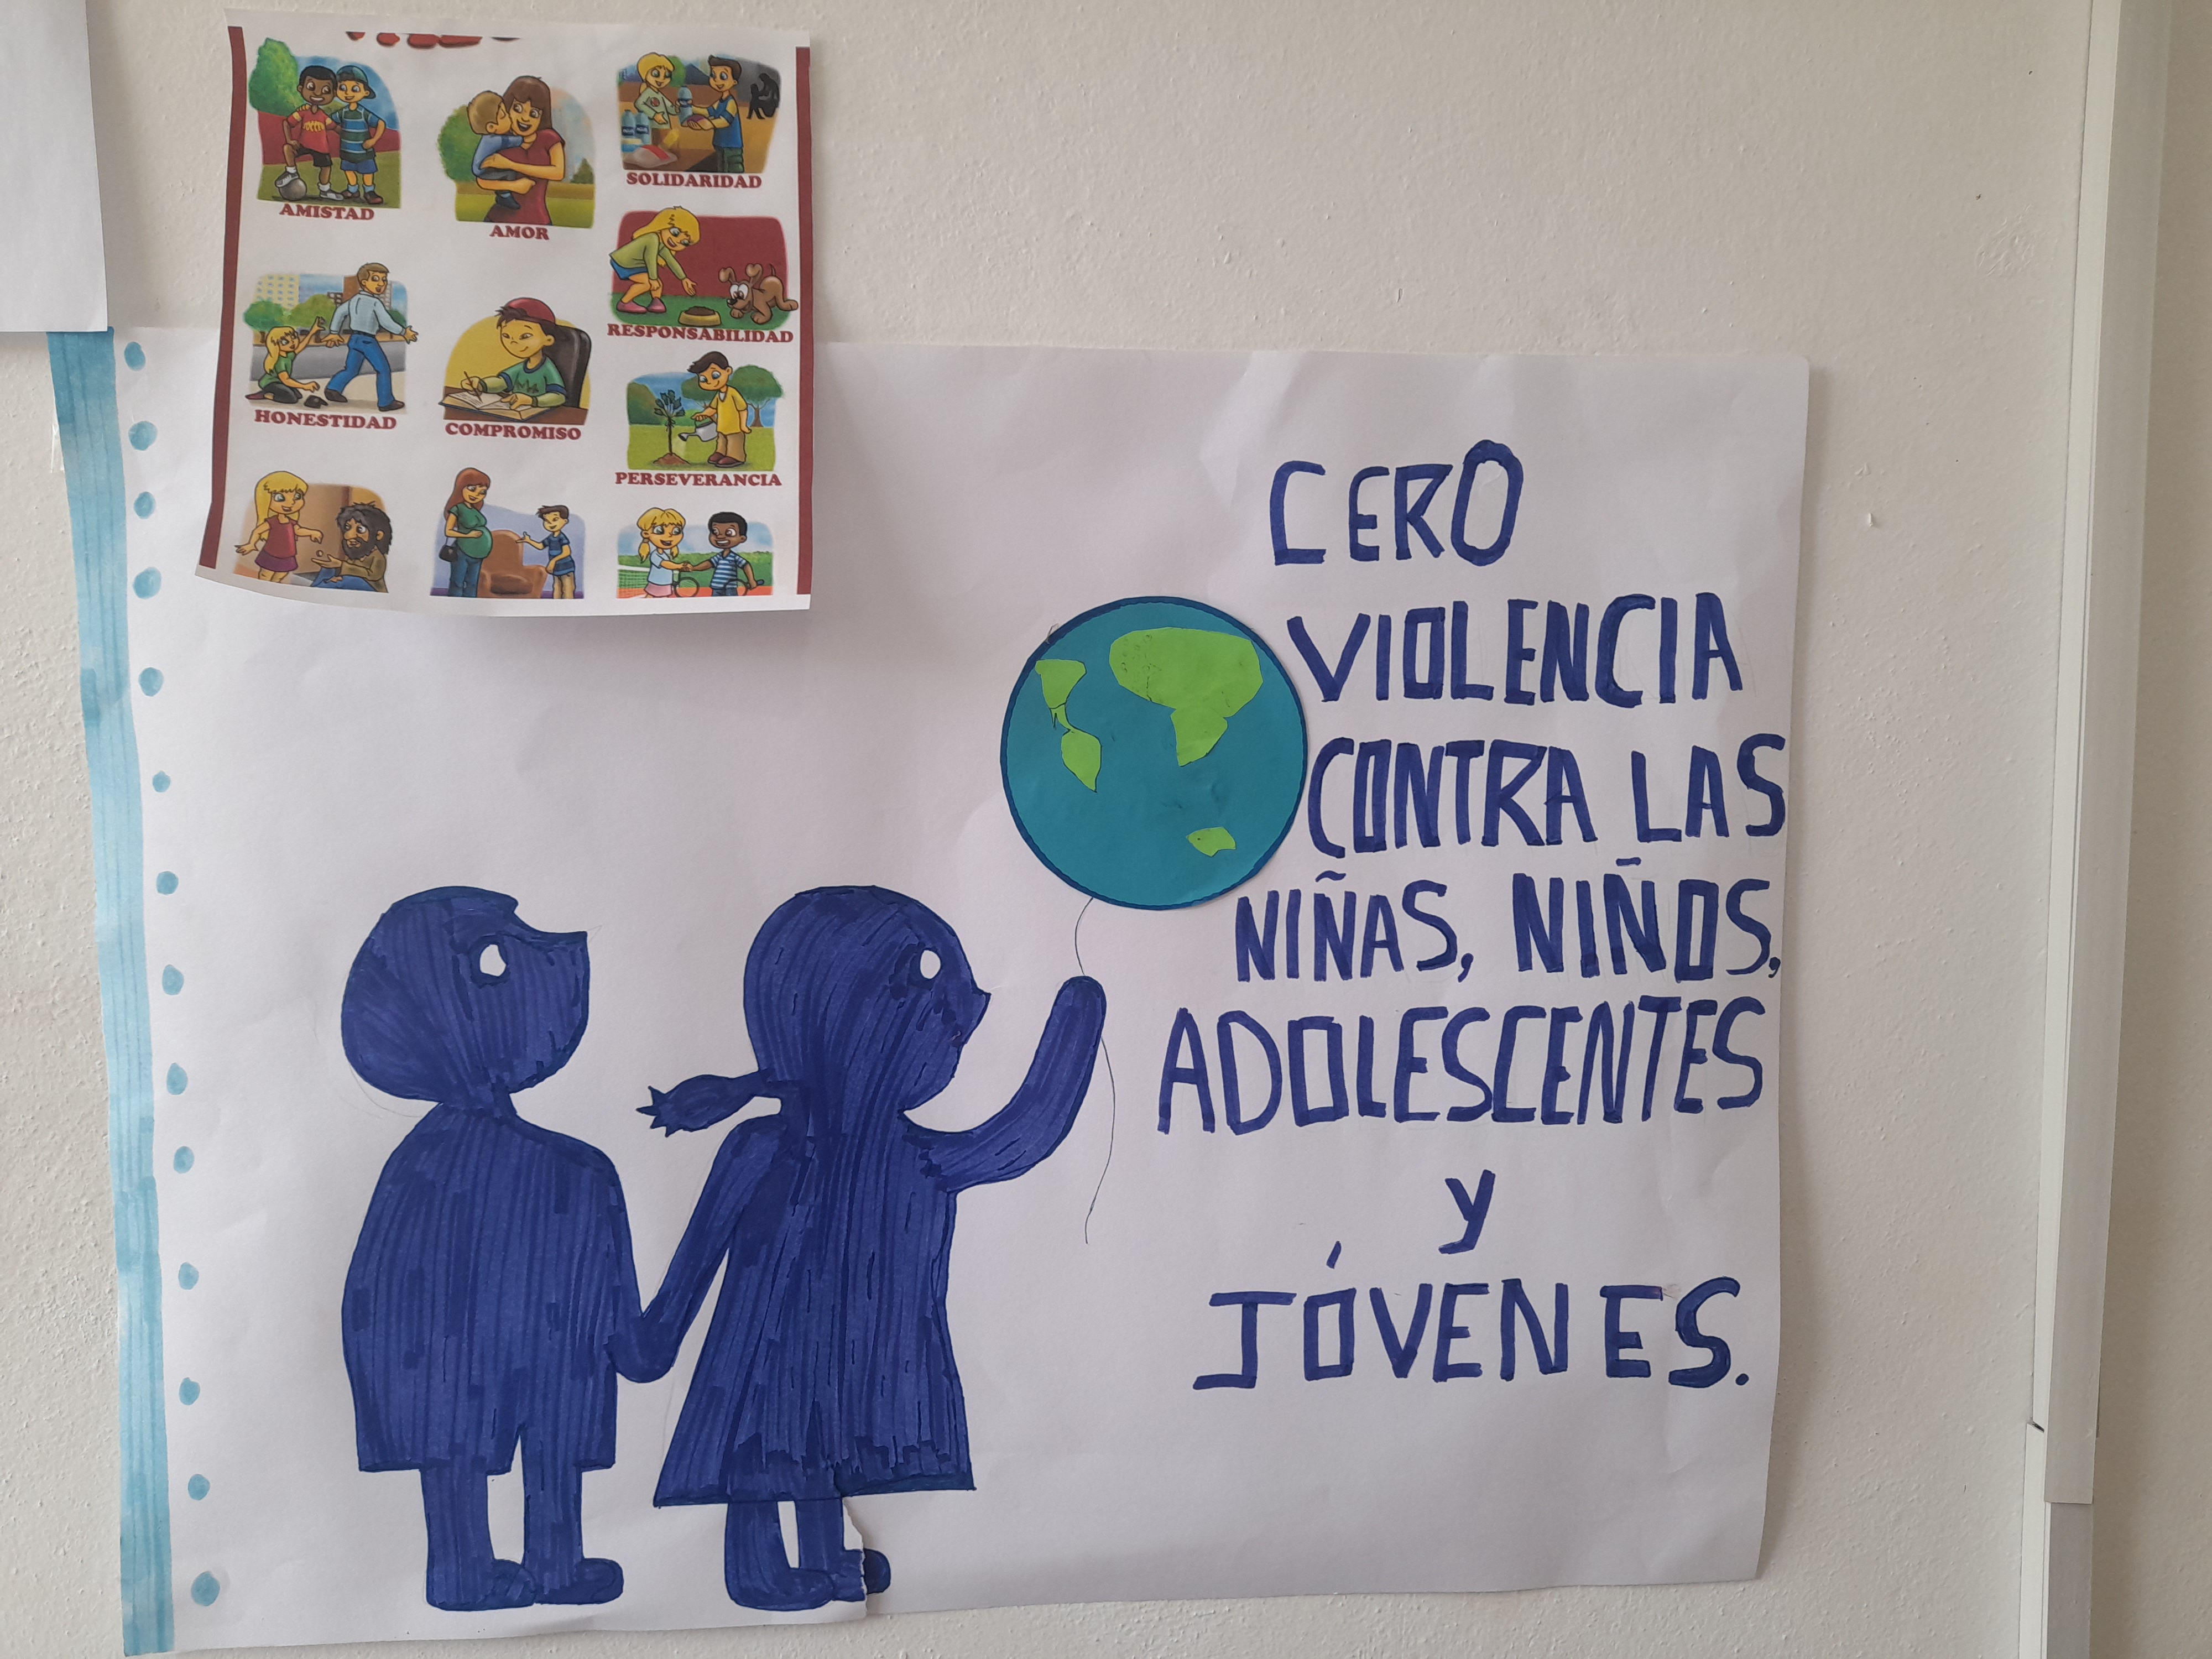 AMISTAD
AMOR
SOLIDARIDAD
RESPONSABILIDAD
HONESTIDAD
COMPROMISO
PERSEVERANCIA
CERO
VIOLENCIA
CONTRA LAS
NIÑAS, NIÑOS,
ADOLESCENTES
y
JÓVENES.